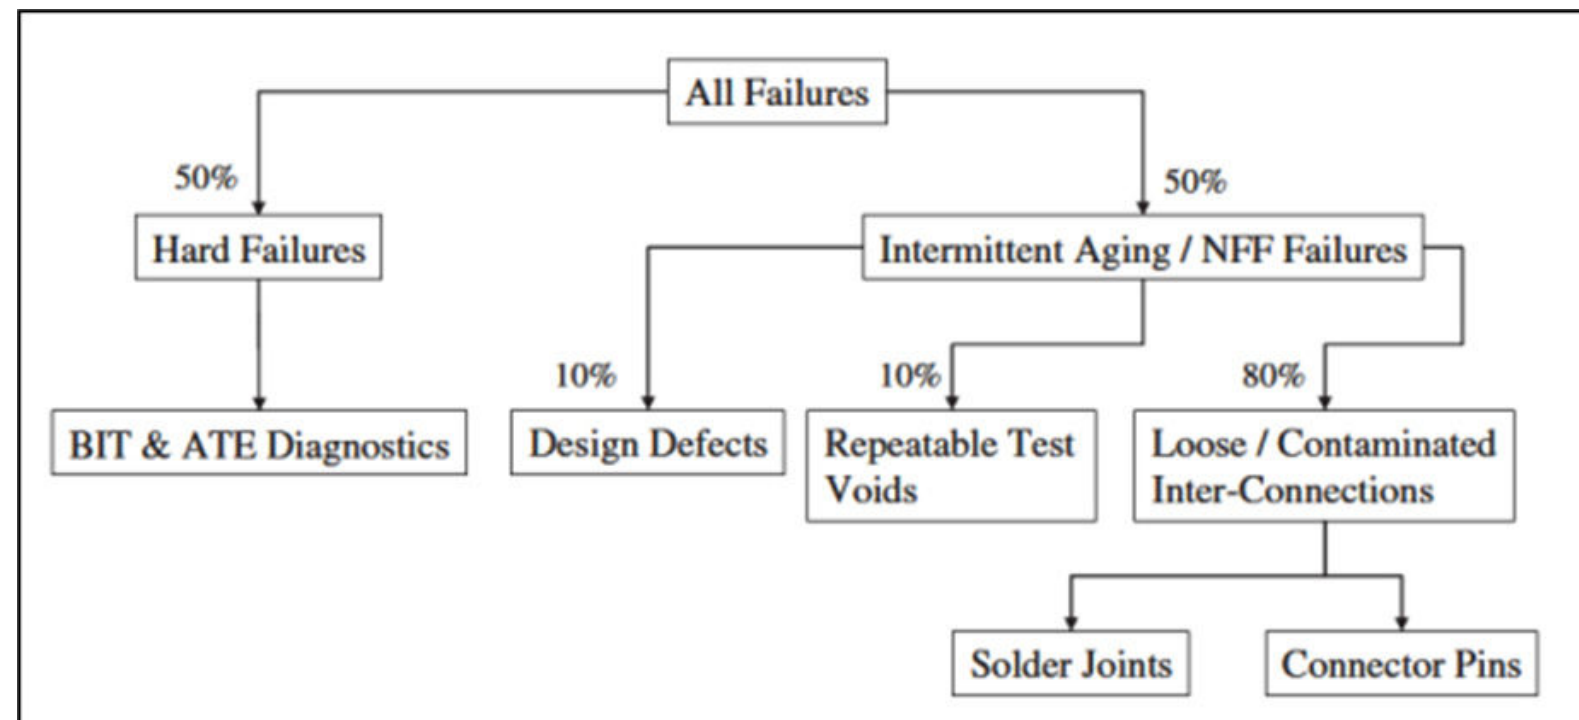 All Failures
50%
50%
Hard Failures
Intermittent Aging / NFF Failures
10%
10%
80%
BIT & ATE Diagnostics
Design Defects
Repeatable Test
Voids
Loose / Contaminated
Inter-Connections
Solder Joints
Connector Pins